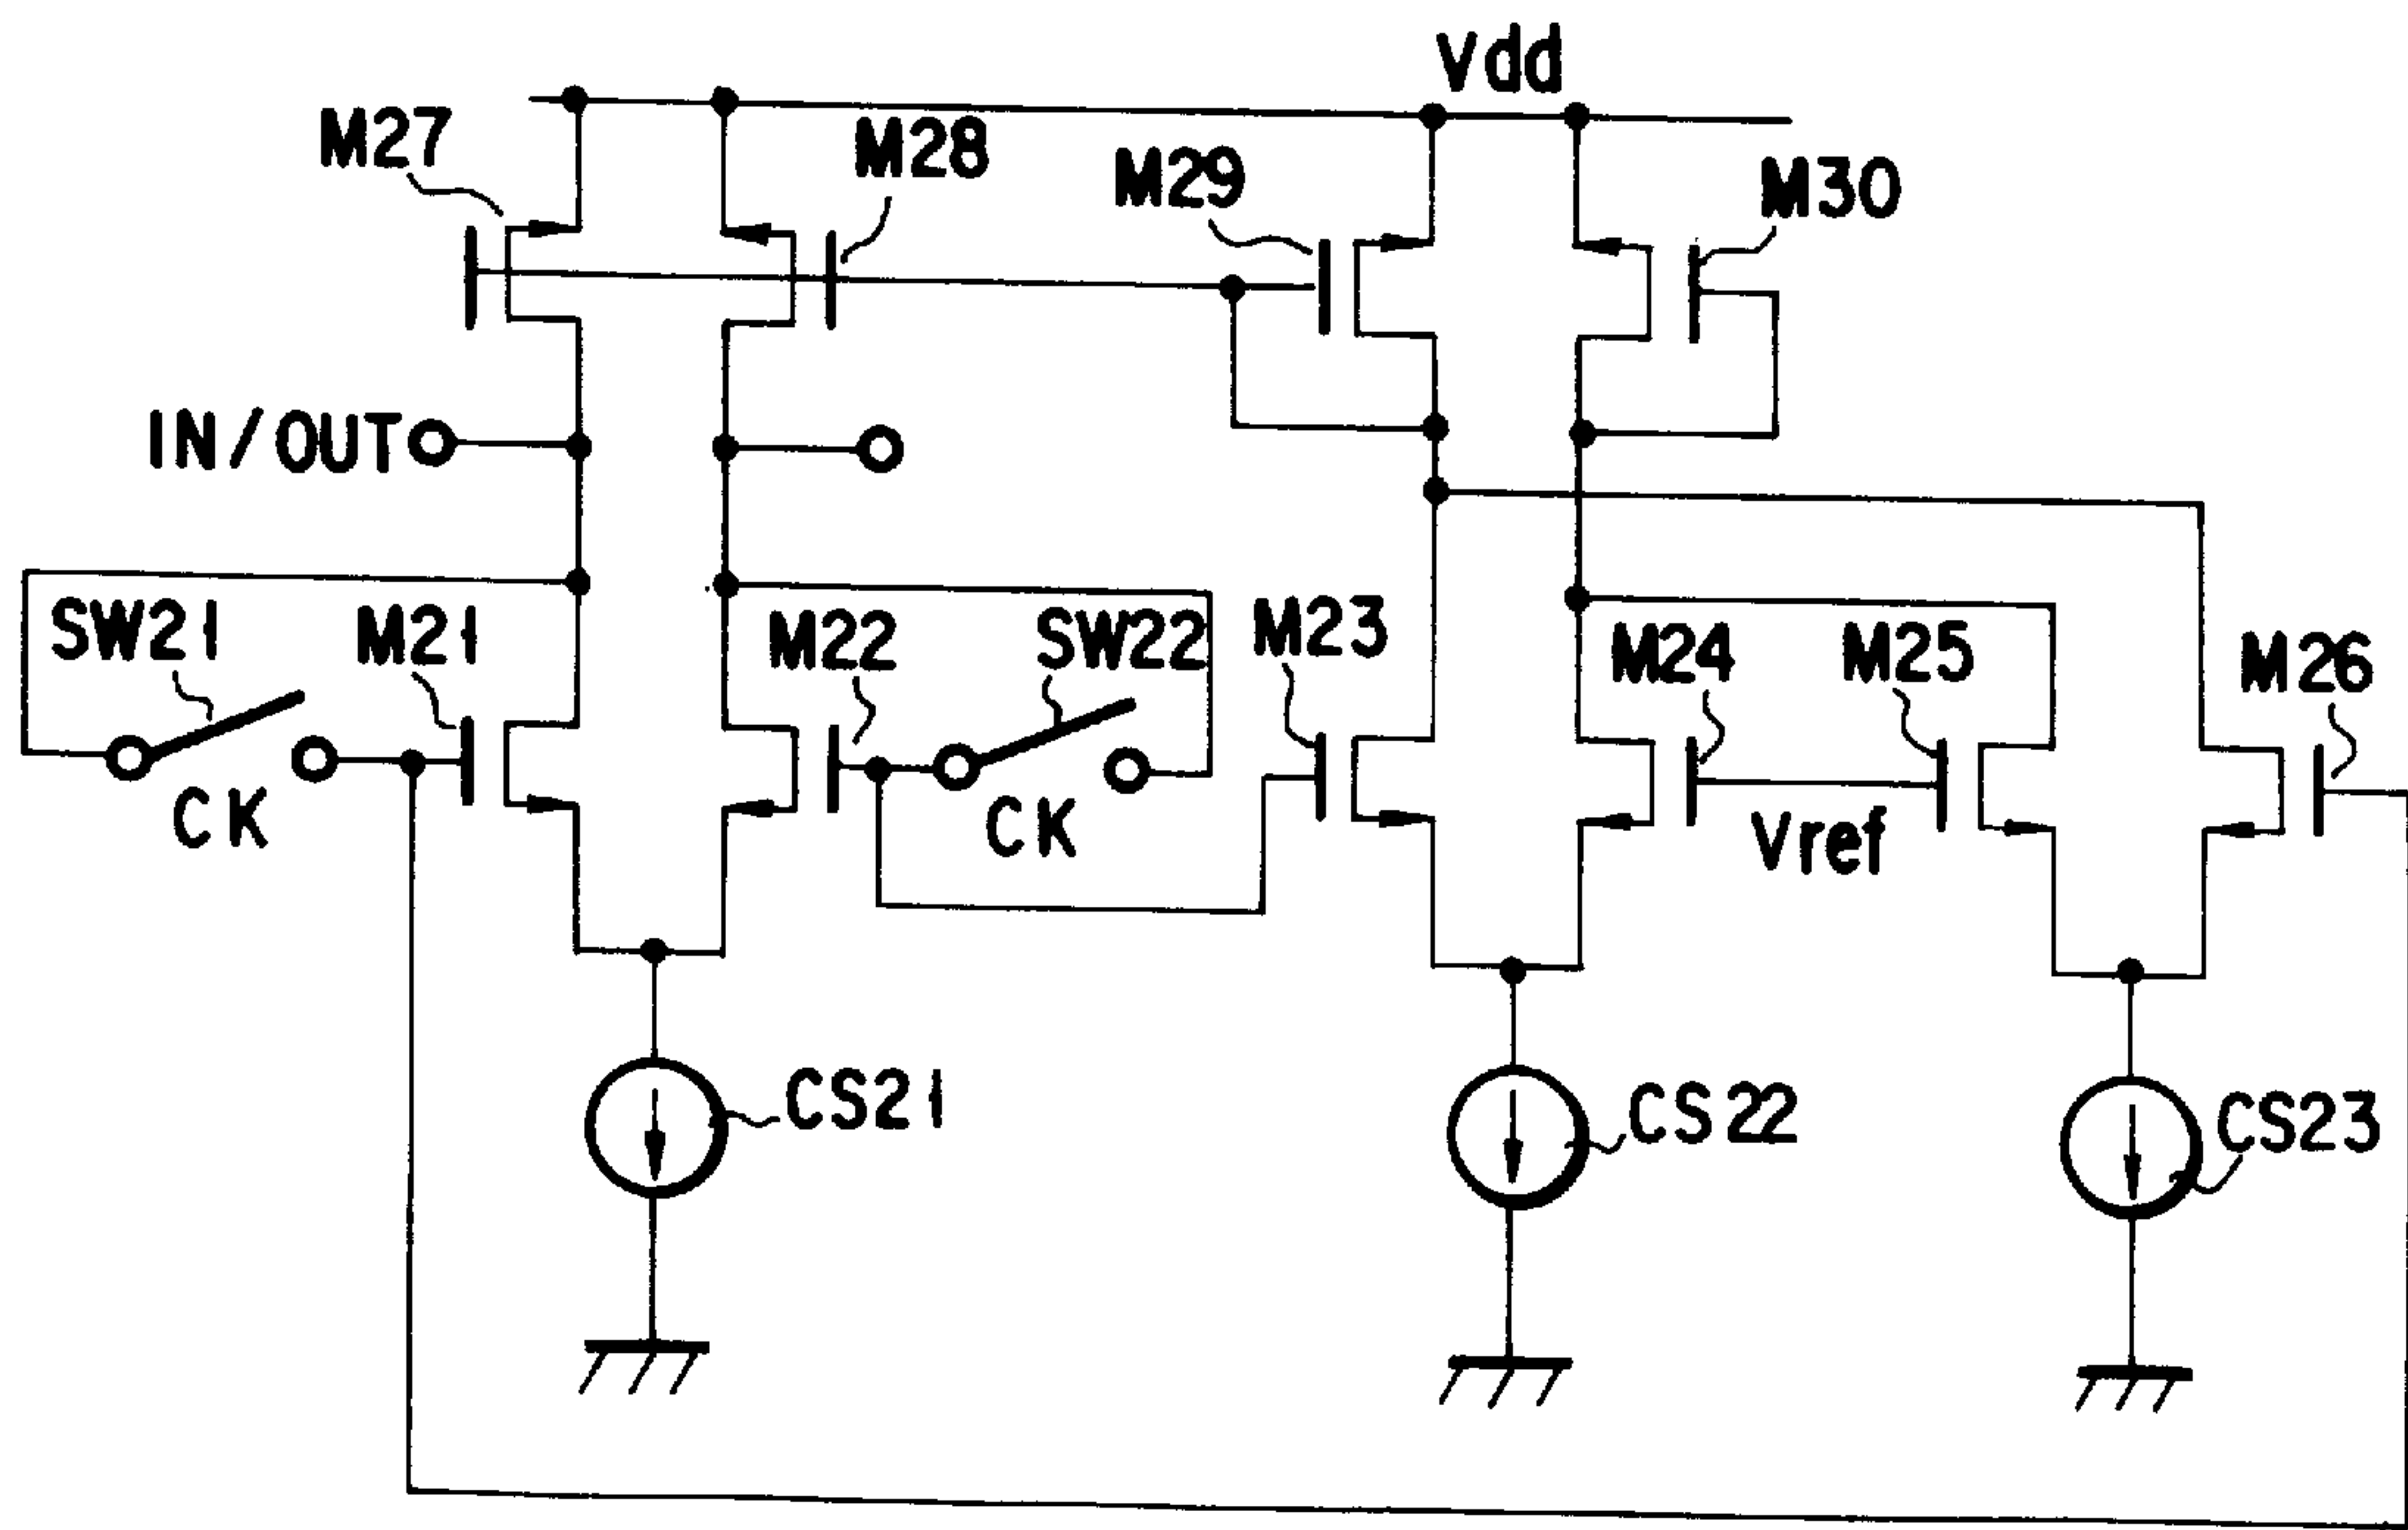 Vdd
M27
M28
M29
M30
IN/OUT
SW21
M21
M22
SW22
M23
M24
M25
M26
CK
CK
Vref
CS21
CS22
CS23